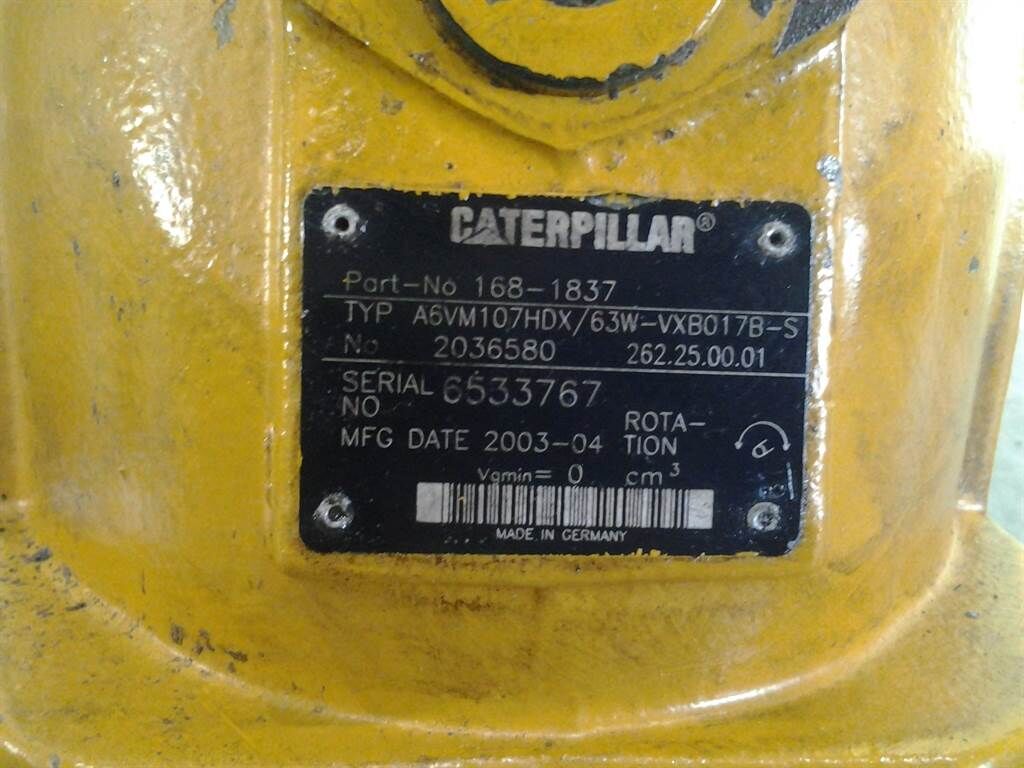 CATERPILLAR®
Part-No 168-1837
TYP A6VM107HDX/63W-VXB017B-S
No 2036580 262.25.00.01
SERIAL NO 6533767
MFG DATE 2003-04 ROTA-TION
Vgmin= 0 cm³
MADE IN GERMANY